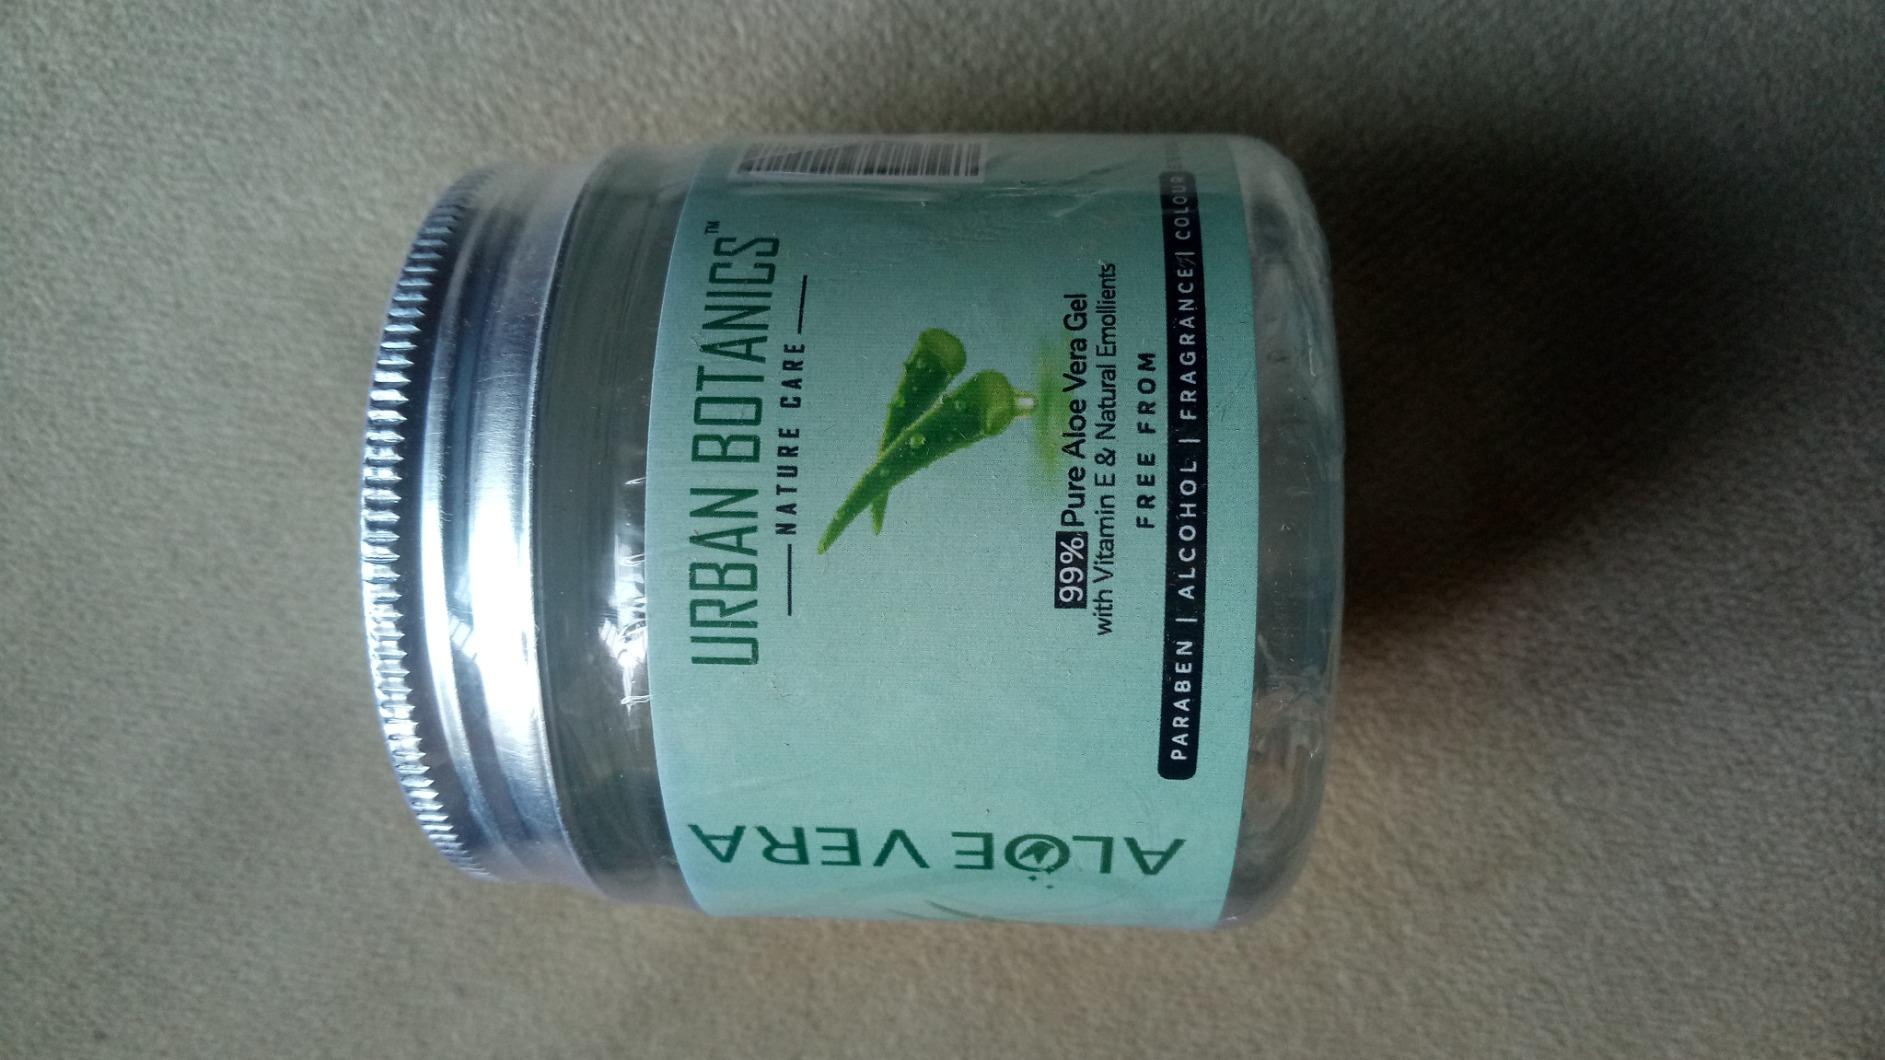 URBAN BOTANICS™
NATURE CARE
99% Pure Aloe Vera Gel
with Vitamin E & Natural Emollients
FREE FROM
PARABEN | ALCOHOL | FRAGRANCE | COLOUR
ALOE VERA